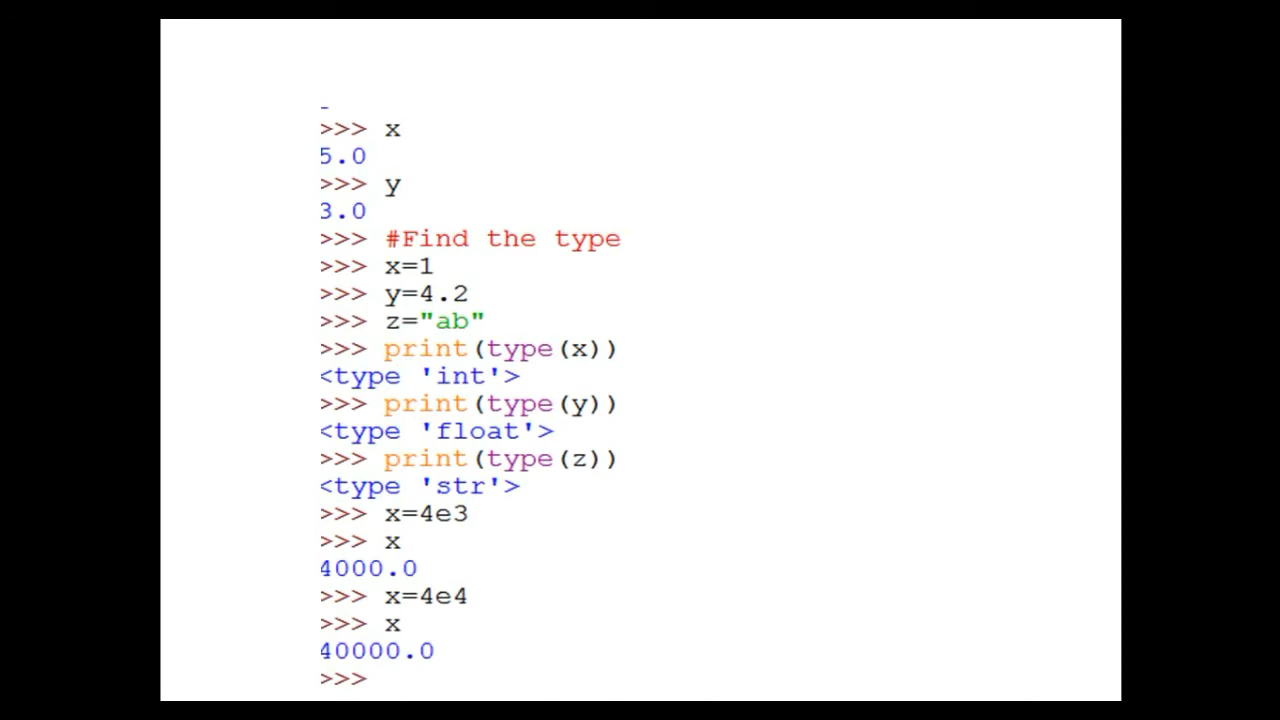 >>> x
5.0
>>> y
3.0
>>> #Find the type
>>> x=1
>>> y=4.2
>>> z="ab"
>>> print(type(x))
<type 'int'>
>>> print(type(y))
<type 'float'>
>>> print(type(z))
<type 'str'>
>>> x=4e3
>>> x
4000.0
>>> x=4e4
>>> x
40000.0
>>>